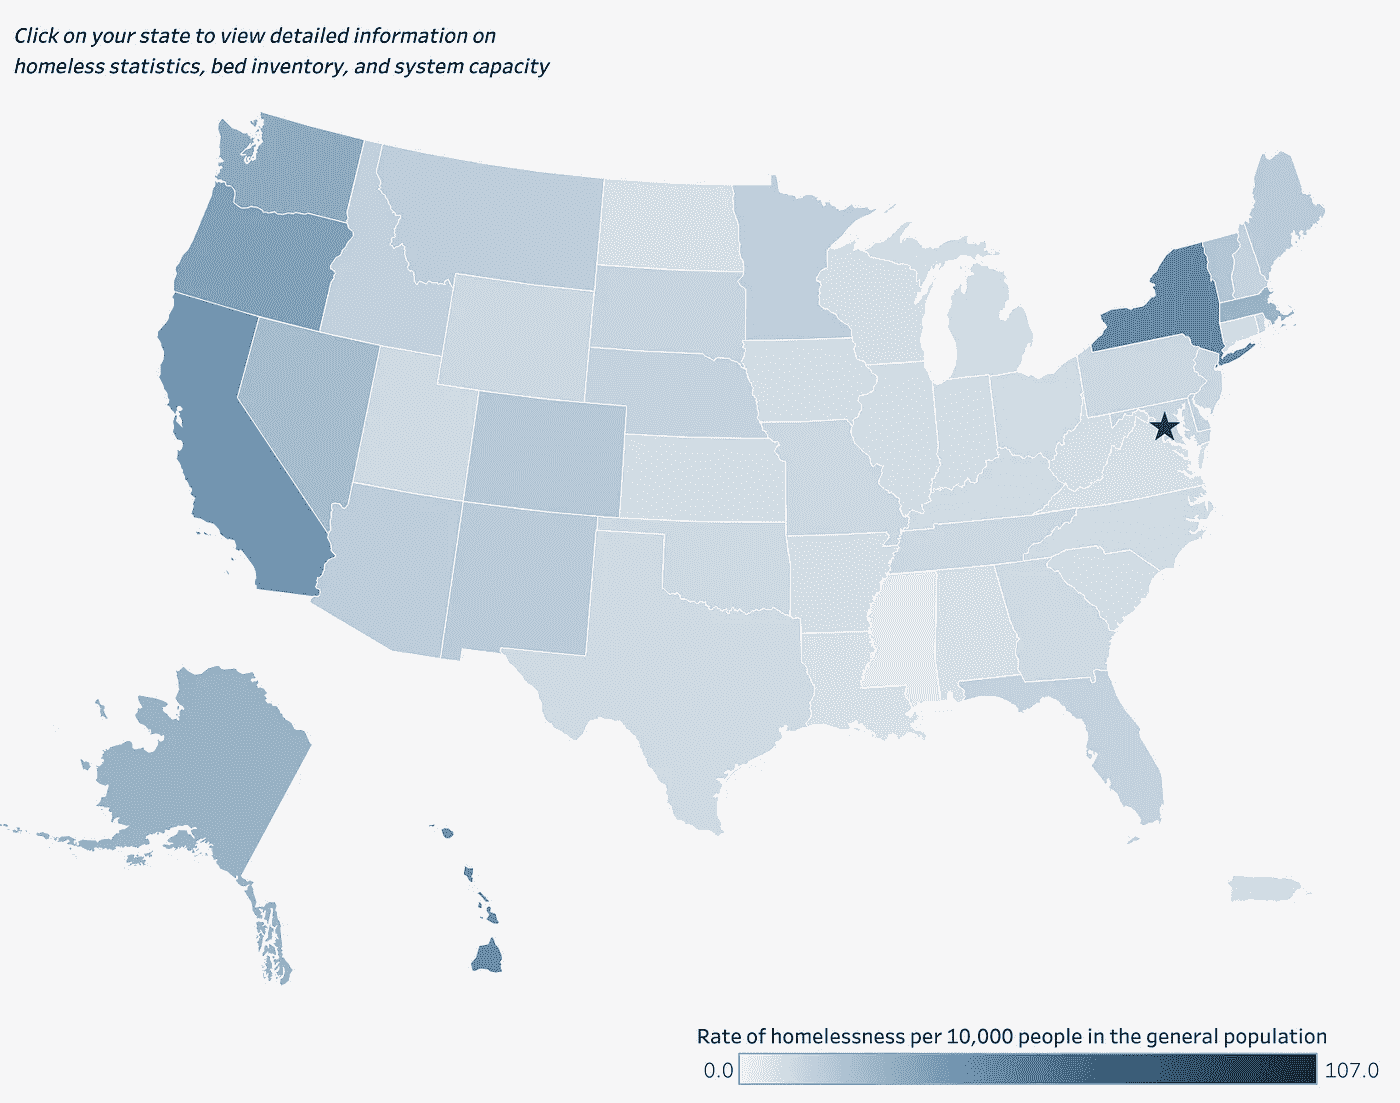 Click on your state to view detailed information on
homeless statistics, bed inventory, and system capacity
Rate of homelessness per 10,000 people in the general population
0.0
107.0